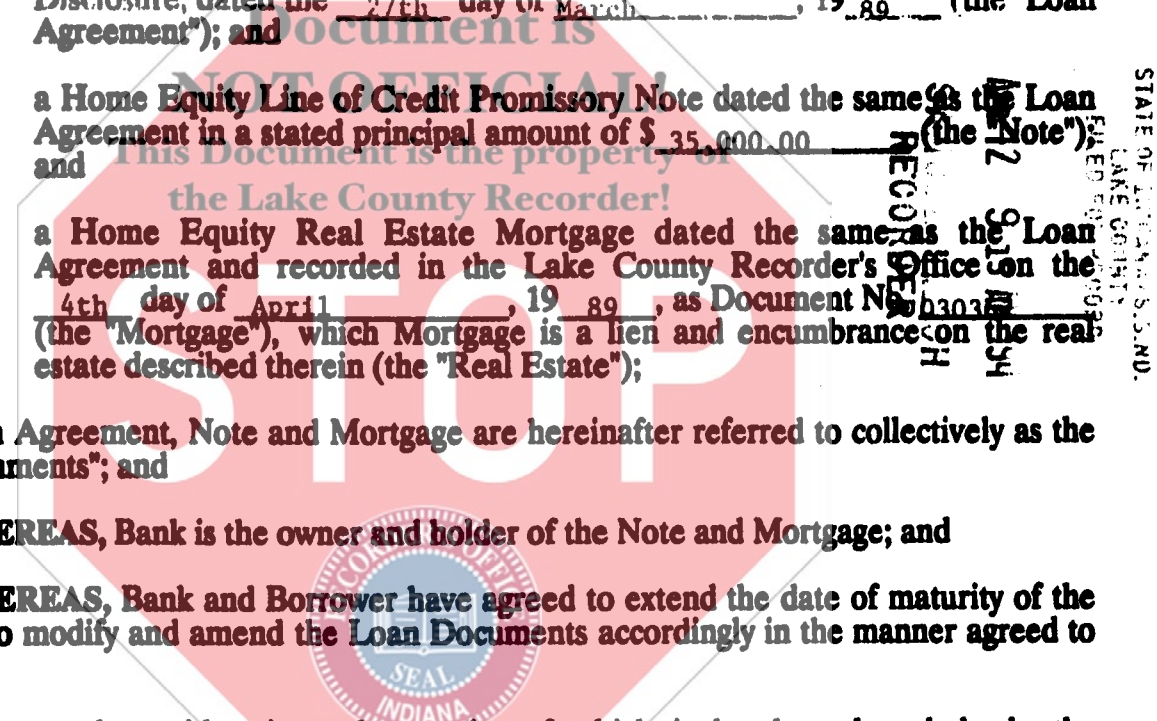 Disclosure, dated the 27th day of March, 19 89 (the "Loan
Agreement"); and
Document is
NOT OFFICIAL!
a Home Equity Line of Credit Promissory Note dated the same as the Loan
Agreement in a stated principal amount of $ 35,000.00 (the "Note");
and
This Document is the property of
the Lake County Recorder!
a Home Equity Real Estate Mortgage dated the same as the Loan
Agreement and recorded in the Lake County Recorder's Office on the
4th day of April, 19 89, as Document No.
(the "Mortgage"), which Mortgage is a lien and encumbrance on the real
estate described therein (the "Real Estate");
STOP
Agreement, Note and Mortgage are hereinafter referred to collectively as the
ments"; and
EREAS, Bank is the owner and holder of the Note and Mortgage; and
EREAS, Bank and Borrower have agreed to extend the date of maturity of the
o modify and amend the Loan Documents accordingly in the manner agreed to
SEAL
INDIANA
STATE OF
LAKE COUNTY
RECORDER